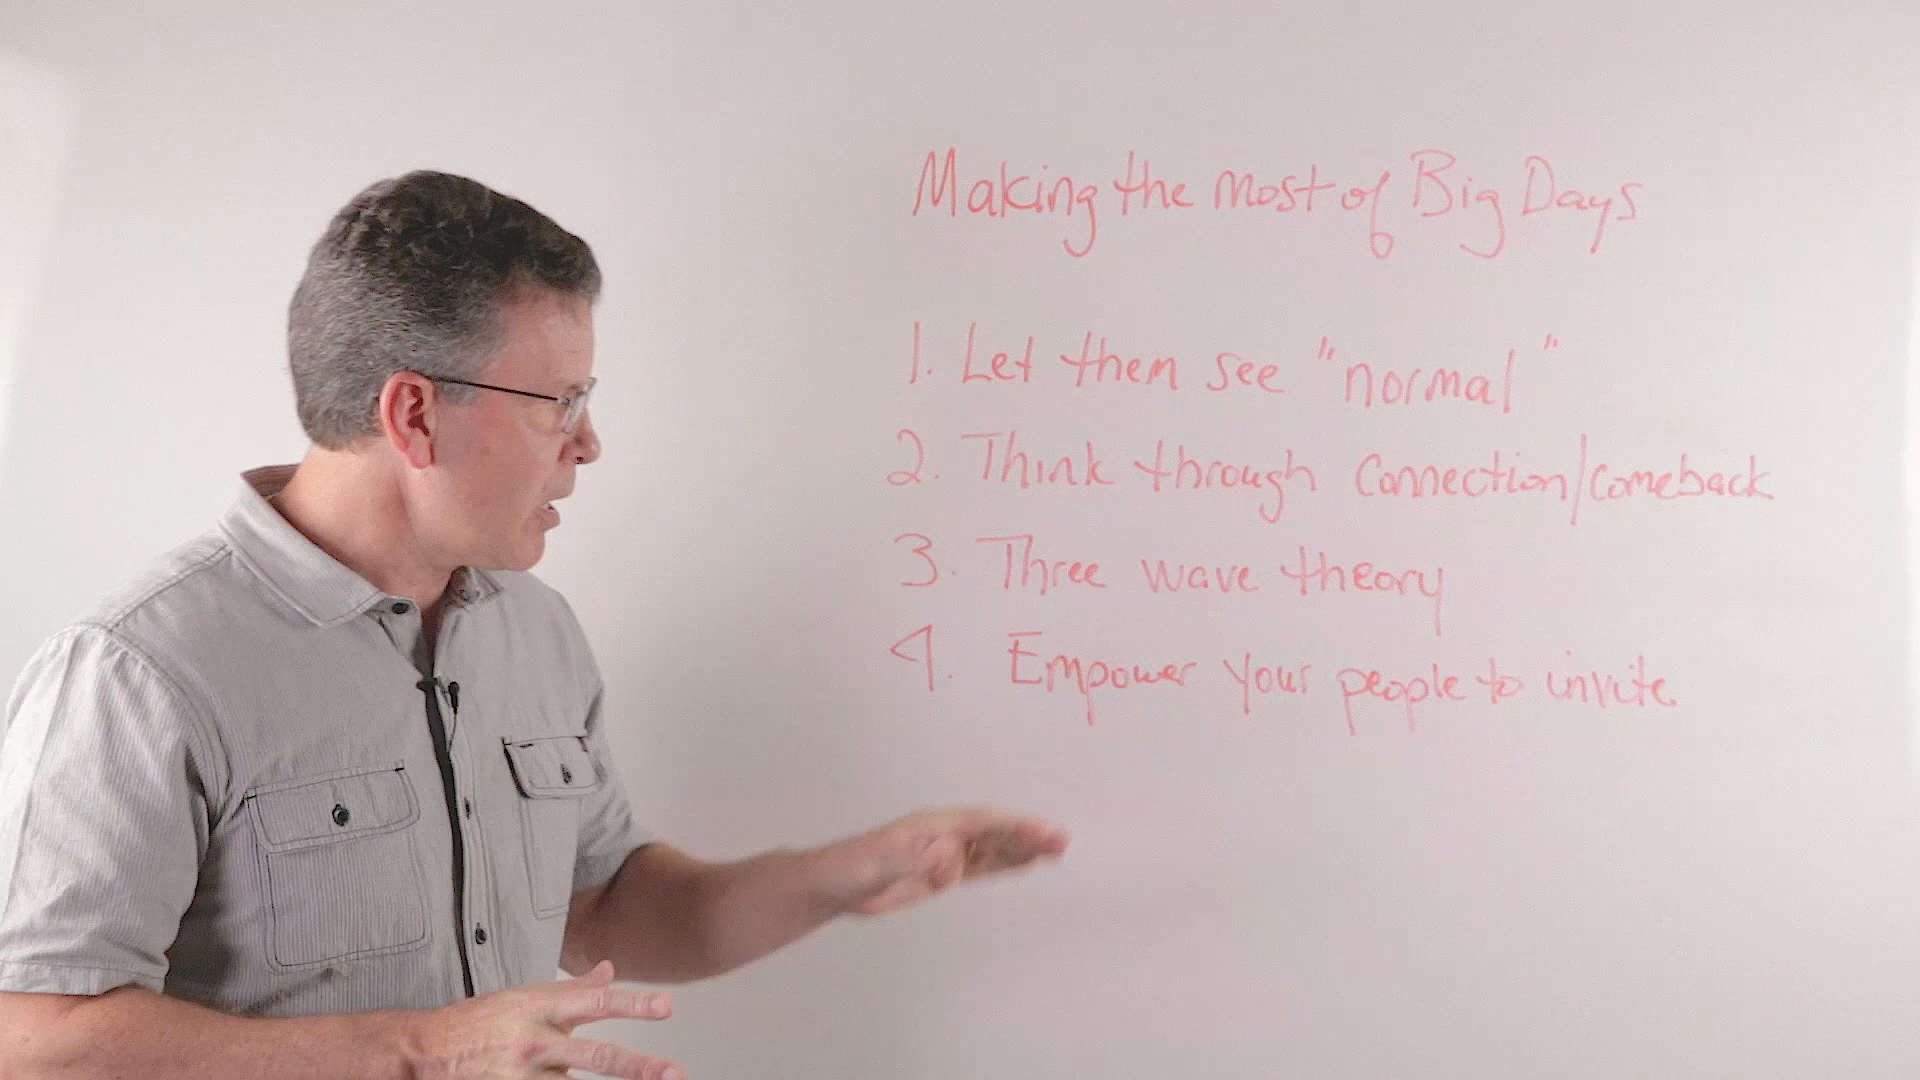 Making the most of Big Days
1. Let them see "normal"
2. Think through Connection/comeback
3. Three wave theory
4. Empower your people to invite